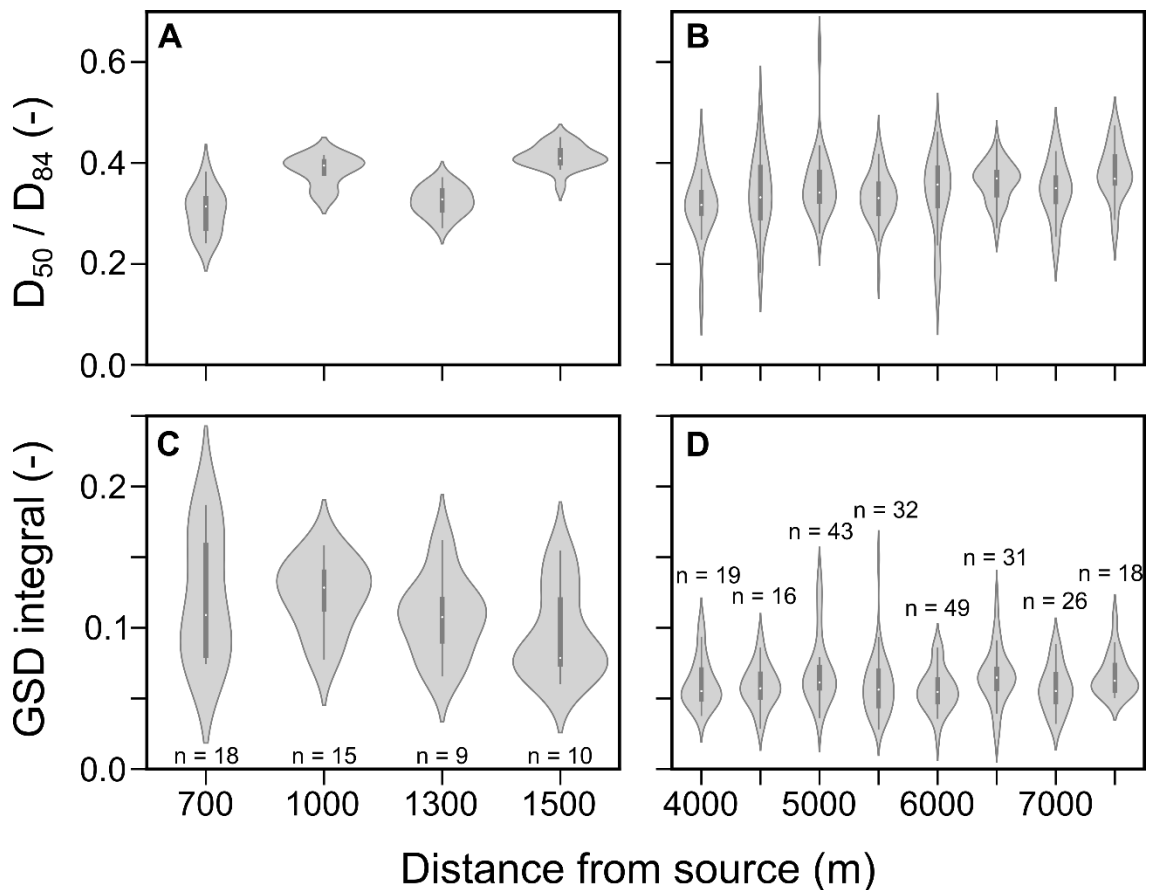 A
B
0.6
0.4
0.2
0.0
D50 / D84 (-)
C
D
0.2
0.1
0.0
GSD integral (-)
n = 18
n = 15
n = 9
n = 10
n = 19
n = 16
n = 43
n = 32
n = 49
n = 31
n = 26
n = 18
700
1000
1300
1500
4000
5000
6000
7000
Distance from source (m)